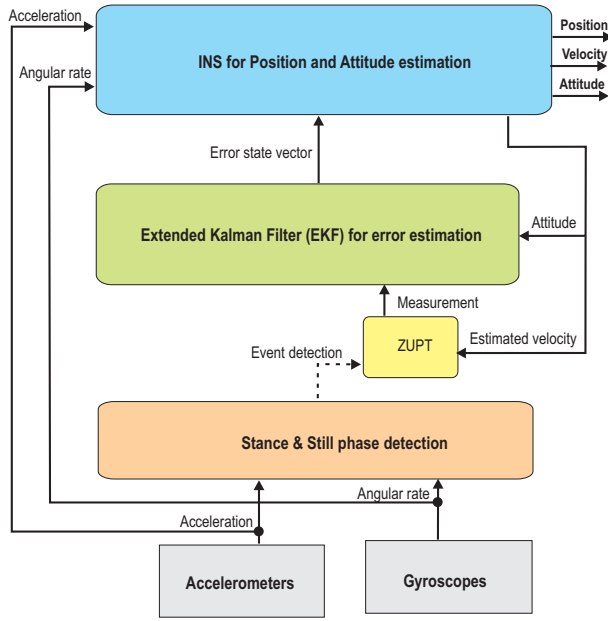 Acceleration
Position
INS for Position and Attitude estimation
Velocity
Angular rate
Attitude
Error state vector
Extended Kalman Filter (EKF) for error estimation
Attitude
Measurement
ZUPT
Estimated velocity
Event detection
Stance & Still phase detection
Angular rate
Acceleration
Accelerometers
Gyroscopes